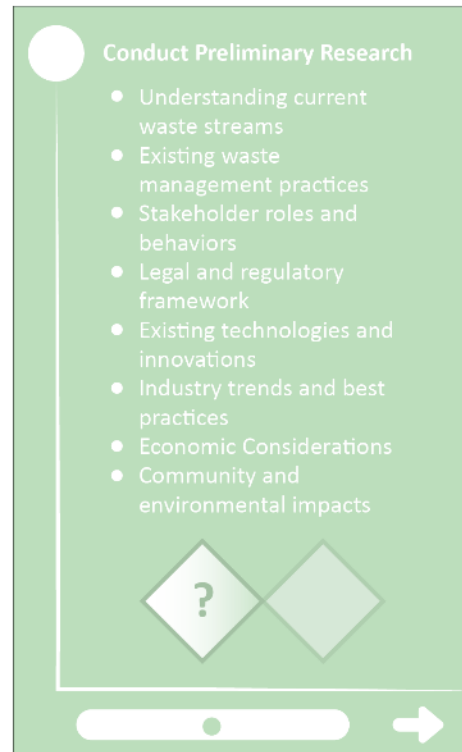 Conduct Preliminary Research
● Understanding current
waste streams
● Existing waste
management practices
● Stakeholder roles and
behaviors
● Legal and regulatory
framework
● Existing technologies and
innovations
● Industry trends and best
practices
● Economic Considerations
● Community and
environmental impacts
?